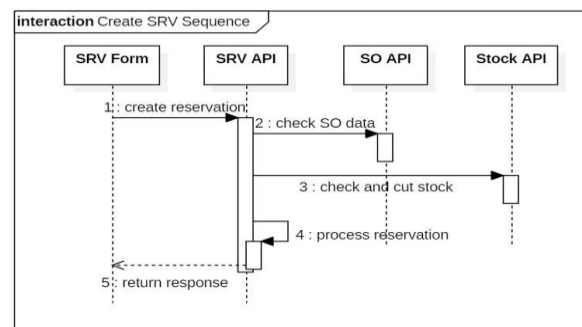 interaction Create SRV Sequence
SRV Form
SRV API
SO API
Stock API
1 : create reservation
2 : check SO data
3 : check and cut stock
4 : process reservation
5 : return response